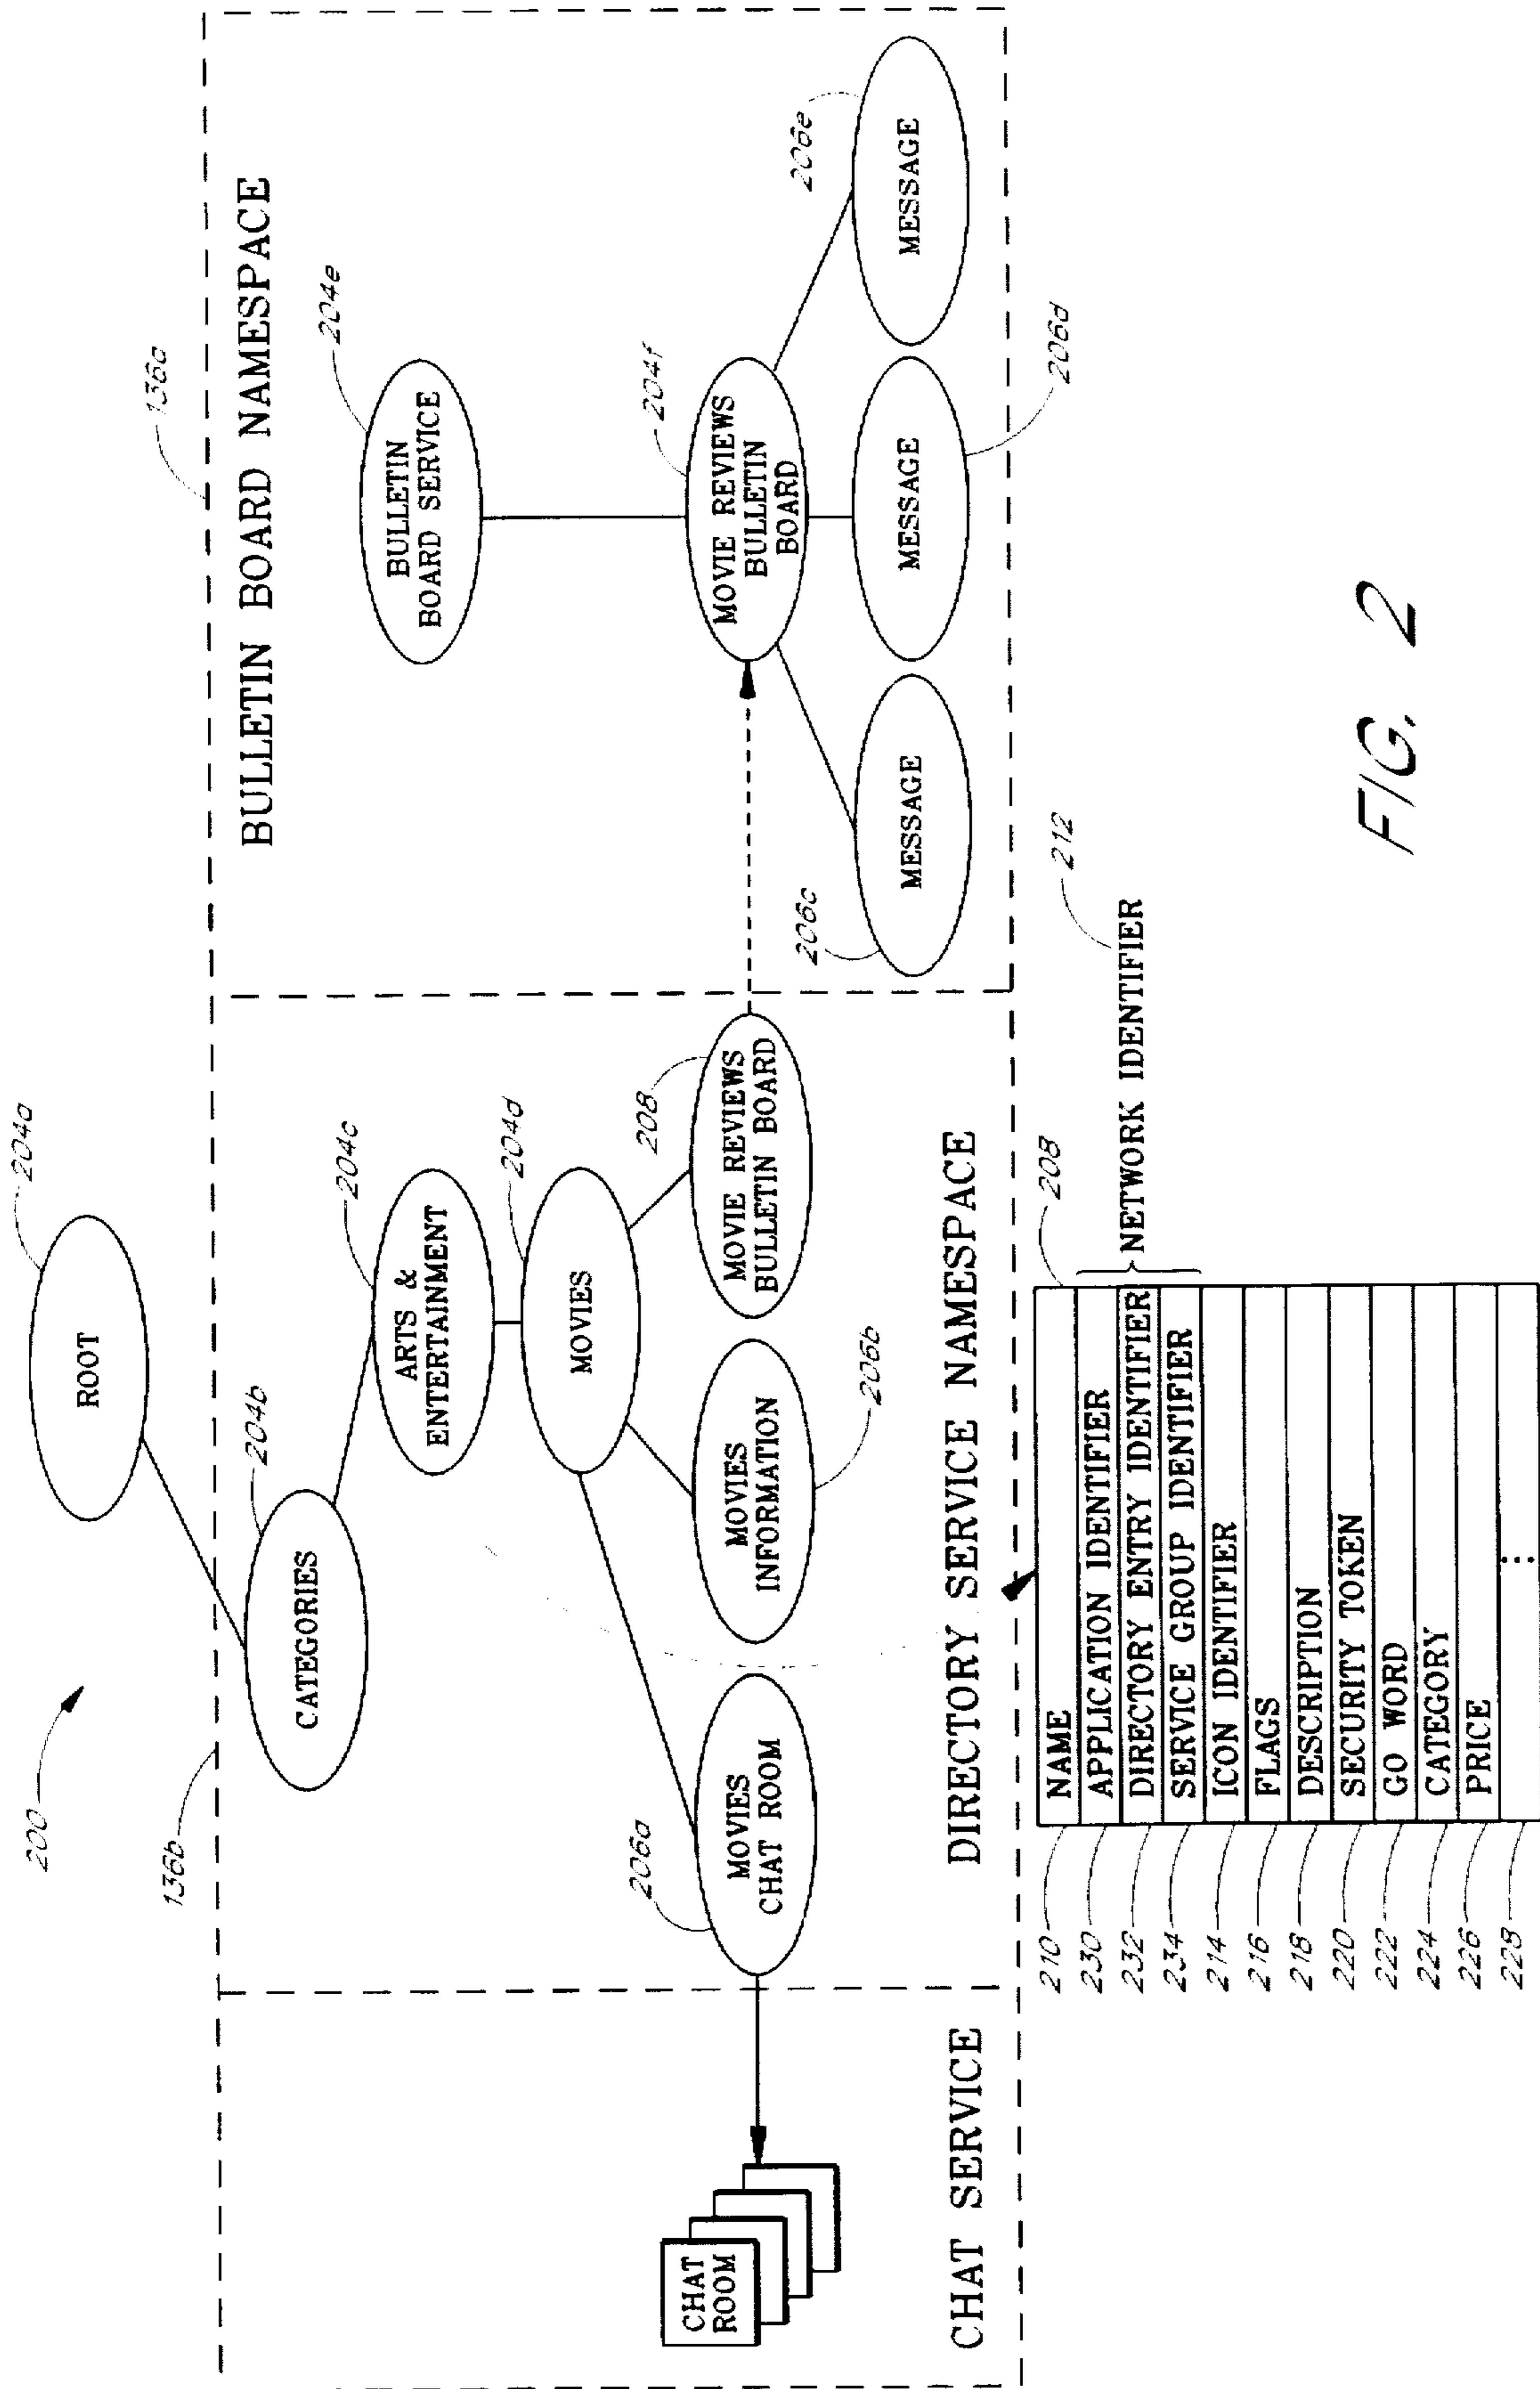 200
ROOT
204a
136b
136a
CATEGORIES
204b
ARTS &
ENTERTAINMENT
204c
MOVIES
204d
206a
MOVIES
CHAT ROOM
MOVIES
INFORMATION
206b
208
MOVIE REVIEWS
BULLETIN BOARD
DIRECTORY SERVICE NAMESPACE
CHAT
ROOM
CHAT SERVICE
BULLETIN BOARD NAMESPACE
BULLETIN
BOARD SERVICE
204e
MOVIE REVIEWS
BULLETIN
BOARD
204f
206c
MESSAGE
MESSAGE
206d
MESSAGE
206e
208
210
NAME
230
APPLICATION IDENTIFIER
232
DIRECTORY ENTRY IDENTIFIER
234
SERVICE GROUP IDENTIFIER
NETWORK IDENTIFIER
212
214
ICON IDENTIFIER
216
FLAGS
218
DESCRIPTION
220
SECURITY TOKEN
222
GO WORD
224
CATEGORY
226
PRICE
228
...
FIG. 2